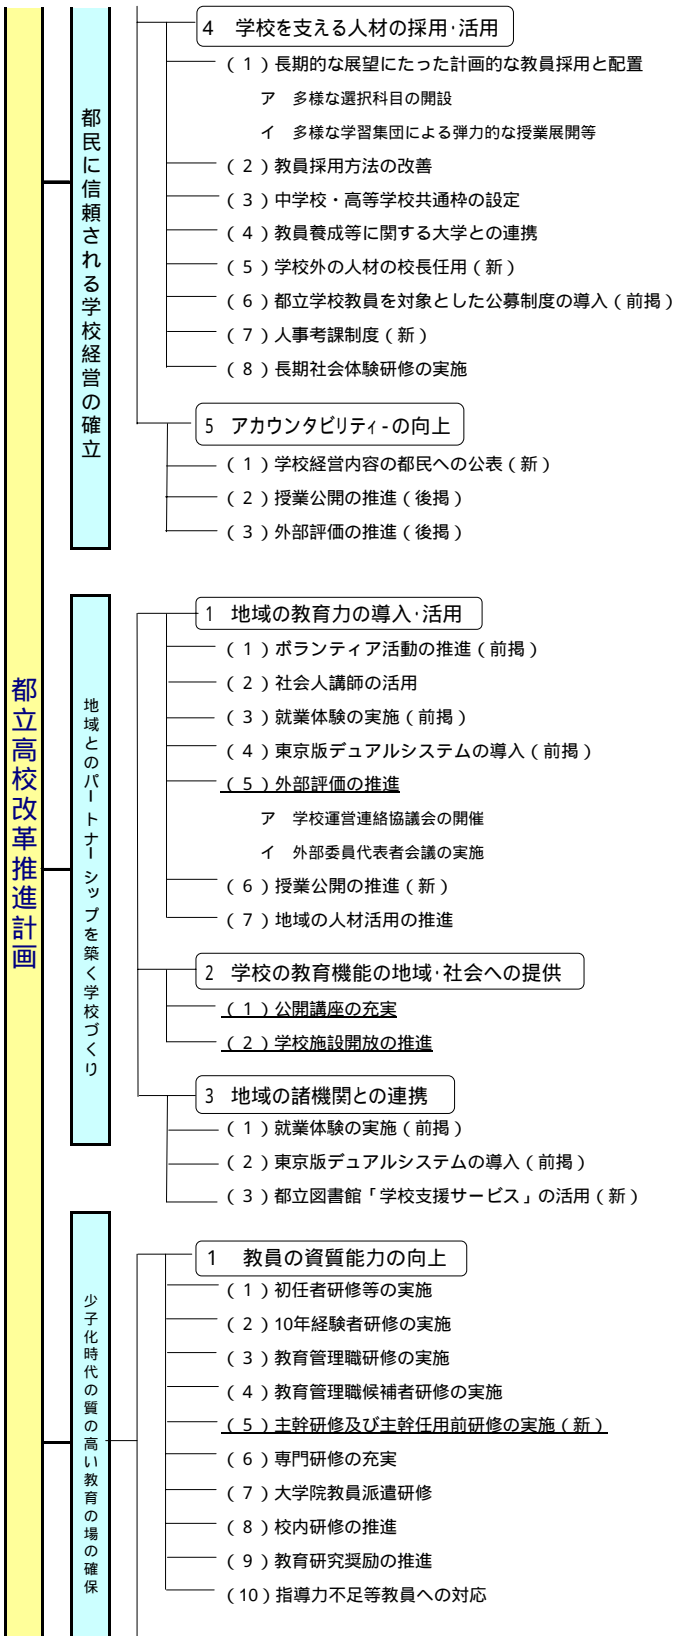 都立高校改革推進計画
都民に信頼される学校経営の確立
4 学校を支える人材の採用･活用
(1)長期的な展望にたった計画的な教員採用と配置
ア 多様な選択科目の開設
イ 多様な学習集団による弾力的な授業展開等
(2)教員採用方法の改善
(3)中学校・高等学校共通枠の設定
(4)教員養成等に関する大学との連携
(5)学校外の人材の校長任用(新)
(6)都立学校教員を対象とした公募制度の導入(前掲)
(7)人事考課制度(新)
(8)長期社会体験研修の実施
5 アカウンタビリティ-の向上
(1)学校経営内容の都民への公表(新)
(2)授業公開の推進(後掲)
(3)外部評価の推進(後掲)
地域とのパートナーシップを築く学校づくり
1 地域の教育力の導入･活用
(1)ボランティア活動の推進(前掲)
(2)社会人講師の活用
(3)就業体験の実施(前掲)
(4)東京版デュアルシステムの導入(前掲)
(5)外部評価の推進
ア 学校運営連絡協議会の開催
イ 外部委員代表者会議の実施
(6)授業公開の推進(新)
(7)地域の人材活用の推進
2 学校の教育機能の地域･社会への提供
(1)公開講座の充実
(2)学校施設開放の推進
3 地域の諸機関との連携
(1)就業体験の実施(前掲)
(2)東京版デュアルシステムの導入(前掲)
(3)都立図書館「学校支援サービス」の活用(新)
少子化時代の質の高い教育の場の確保
1 教員の資質能力の向上
(1)初任者研修等の実施
(2)10年経験者研修の実施
(3)教育管理職研修の実施
(4)教育管理職候補者研修の実施
(5)主幹研修及び主幹任用前研修の実施(新)
(6)専門研修の充実
(7)大学院教員派遣研修
(8)校内研修の推進
(9)教育研究奨励の推進
(10)指導力不足等教員への対応